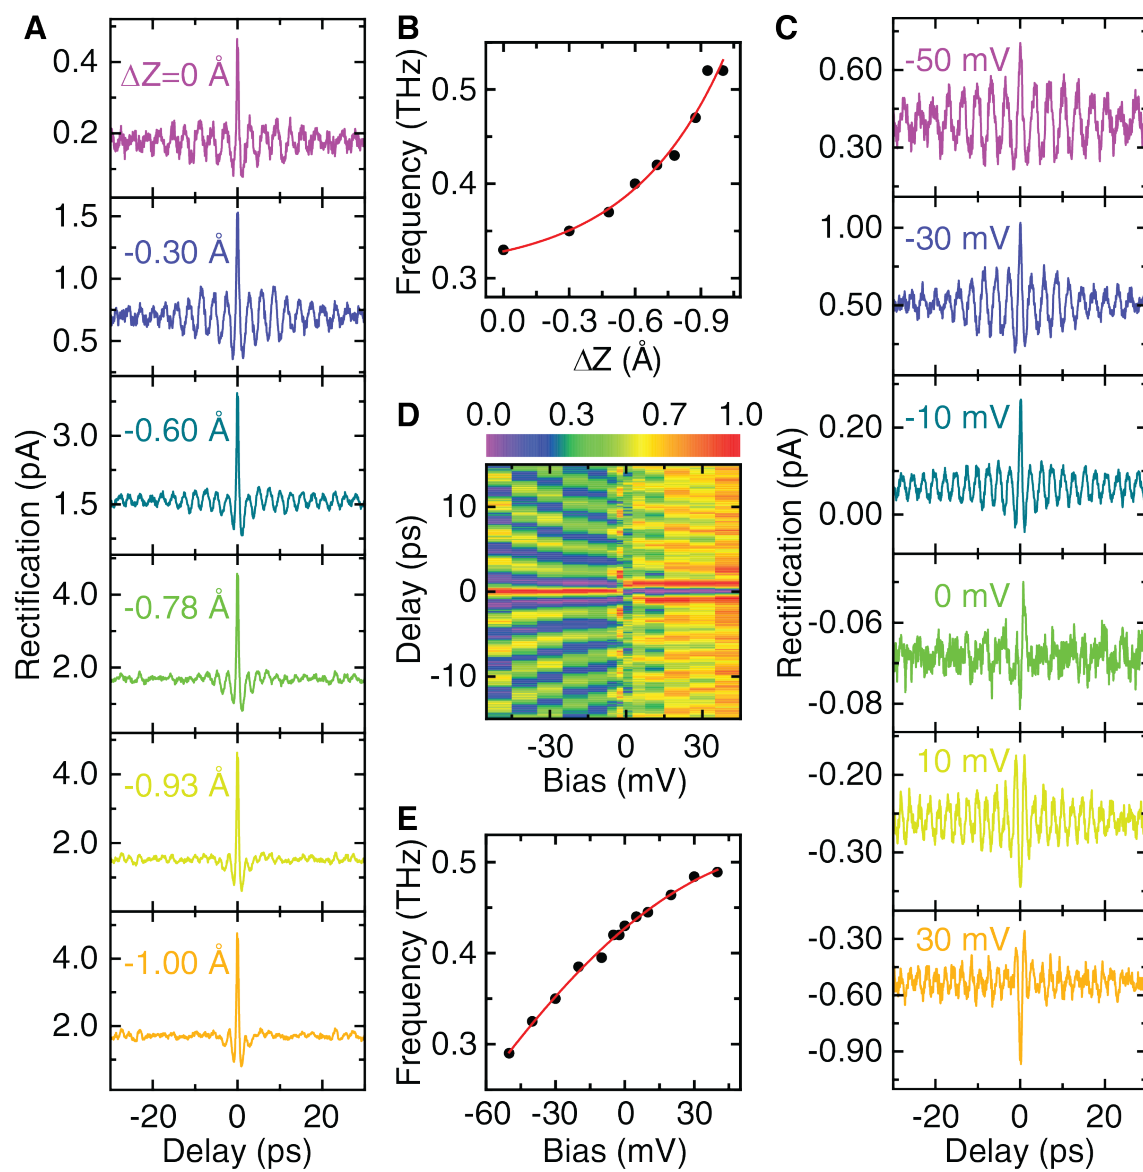 A
ΔZ=0 Å
0.4
0.2
-0.30 Å
1.5
1.0
0.5
-0.60 Å
3.0
1.5
-0.78 Å
4.0
2.0
-0.93 Å
4.0
2.0
-1.00 Å
4.0
2.0
-20 0 20
Delay (ps)
Rectification (pA)
B
Frequency (THz)
0.5
0.4
0.3
0.0 -0.3 -0.6 -0.9
ΔZ (Å)
D
0.0 0.3 0.7 1.0
Delay (ps)
10
0
-10
-30 0 30
Bias (mV)
E
Frequency (THz)
0.5
0.4
0.3
-60 -30 0 30
Bias (mV)
C
-50 mV
0.60
0.30
-30 mV
1.00
0.50
-10 mV
0.20
0.00
0 mV
-0.06
-0.08
10 mV
-0.20
-0.30
30 mV
-0.30
-0.60
-0.90
-20 0 20
Delay (ps)
Rectification (pA)